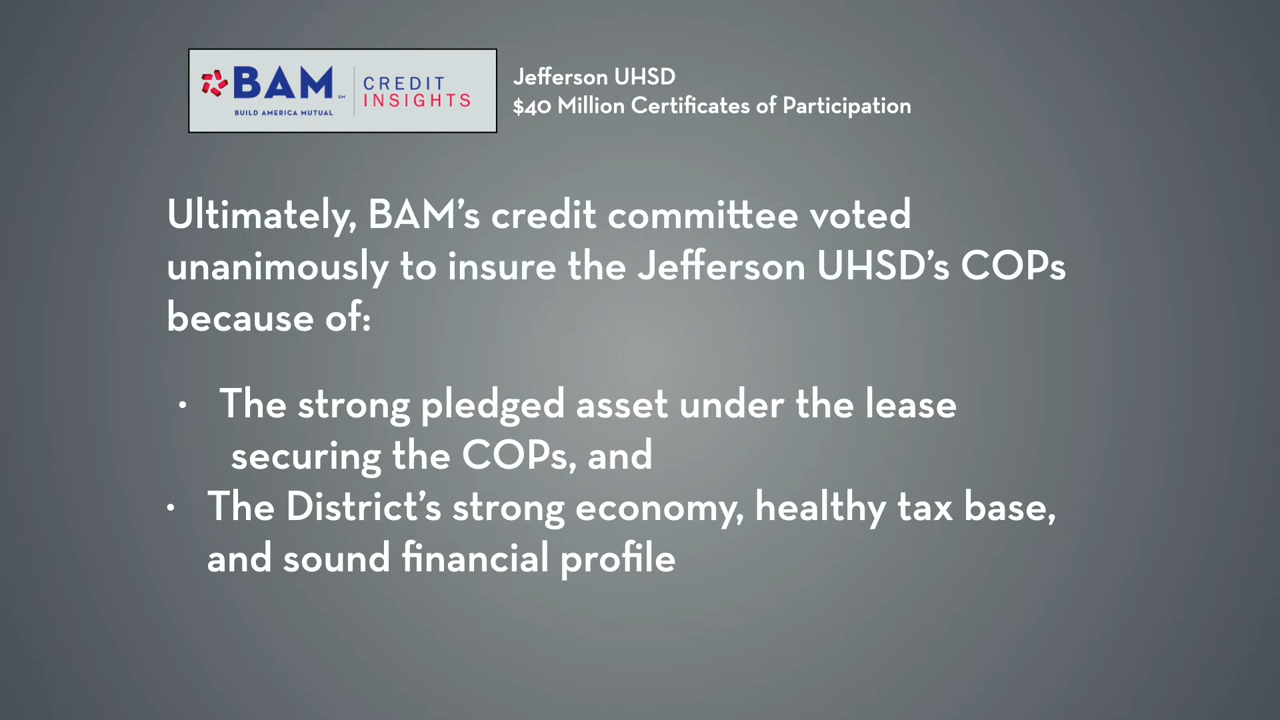 BAM SM
BUILD AMERICA MUTUAL
CREDIT
INSIGHTS
Jefferson UHSD
$40 Million Certificates of Participation
Ultimately, BAM's credit committee voted
unanimously to insure the Jefferson UHSD's COPs
because of:
• The strong pledged asset under the lease
securing the COPs, and
• The District's strong economy, healthy tax base,
and sound financial profile